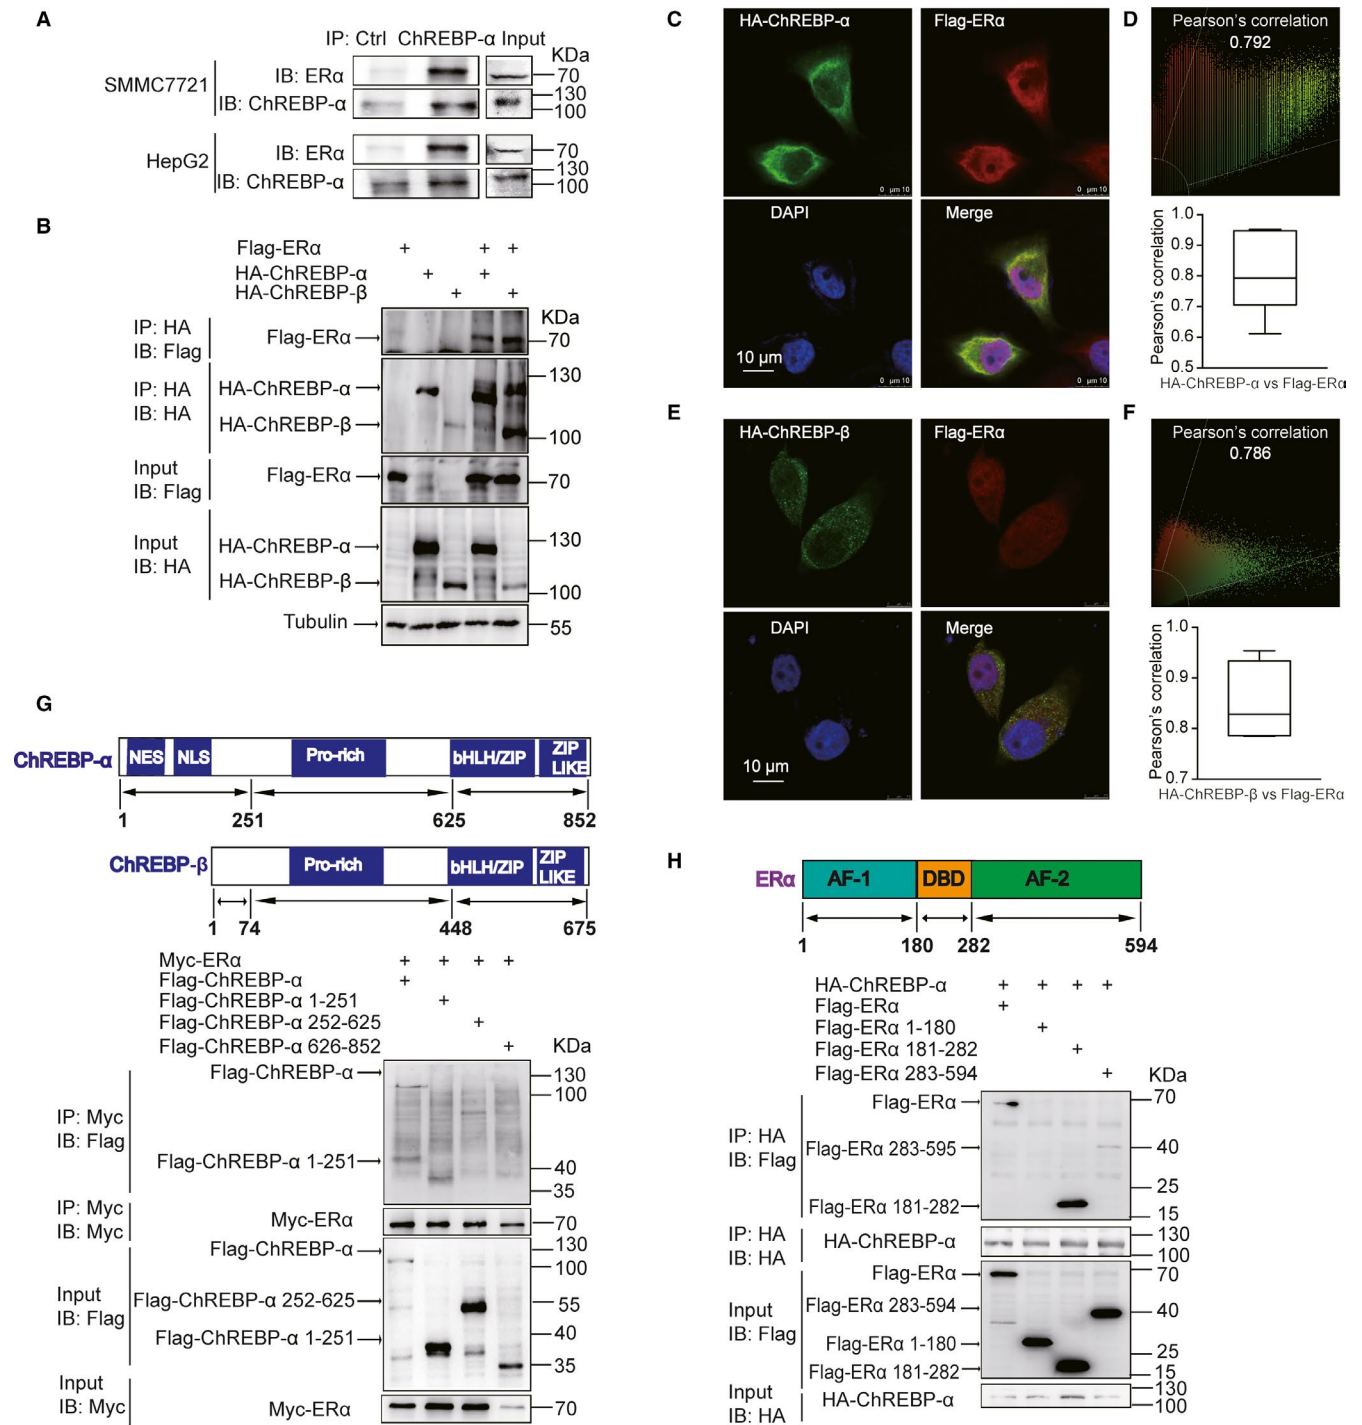 A
IP: Ctrl ChREBP-α Input
KDa
SMMC7721
IB: ERα
70
IB: ChREBP-α
130
100
HepG2
IB: ERα
70
IB: ChREBP-α
130
100
B
Flag-ERα + + +
HA-ChREBP-α + +
HA-ChREBP-β + +
KDa
IP: HA
IB: Flag
Flag-ERα
70
IP: HA
IB: HA
130
HA-ChREBP-α
HA-ChREBP-β
100
Input
IB: Flag
Flag-ERα
70
Input
IB: HA
HA-ChREBP-α
130
HA-ChREBP-β
100
Tubulin
55
C
HA-ChREBP-α
Flag-ERα
0 µm 10
0 µm 10
DAPI
Merge
10 µm
0 µm 10
0 µm 10
D
Pearson's correlation
0.792
Pearson's correlation
1.0
0.9
0.8
0.7
0.6
0.5
HA-ChREBP-α vs Flag-ERα
E
HA-ChREBP-β
Flag-ERα
DAPI
Merge
10 µm
F
Pearson's correlation
0.786
Pearson's correlation
1.0
0.9
0.8
0.7
HA-ChREBP-β vs Flag-ERα
G
ChREBP-α
NES
NLS
Pro-rich
bHLH/ZIP
ZIP
LIKE
1 251 625 852
ChREBP-β
Pro-rich
bHLH/ZIP
ZIP
LIKE
1 74 448 675
Myc-ERα + + + +
Flag-ChREBP-α +
Flag-ChREBP-α 1-251 +
Flag-ChREBP-α 252-625 +
Flag-ChREBP-α 626-852 +
KDa
IP: Myc
IB: Flag
Flag-ChREBP-α
130
100
Flag-ChREBP-α 1-251
40
35
IP: Myc
IB: Myc
Myc-ERα
70
Input
IB: Flag
Flag-ChREBP-α
130
100
Flag-ChREBP-α 252-625
55
Flag-ChREBP-α 1-251
40
35
Input
IB: Myc
Myc-ERα
70
H
ERα
AF-1
DBD
AF-2
1 180 282 594
HA-ChREBP-α + + + +
Flag-ERα +
Flag-ERα 1-180 +
Flag-ERα 181-282 +
Flag-ERα 283-594 +
KDa
IP: HA
IB: Flag
Flag-ERα
70
Flag-ERα 283-595
40
25
Flag-ERα 181-282
15
IP: HA
IB: HA
HA-ChREBP-α
130
100
Input
IB: Flag
Flag-ERα
70
Flag-ERα 283-594
40
Flag-ERα 1-180
25
Flag-ERα 181-282
15
Input
IB: HA
HA-ChREBP-α
130
100